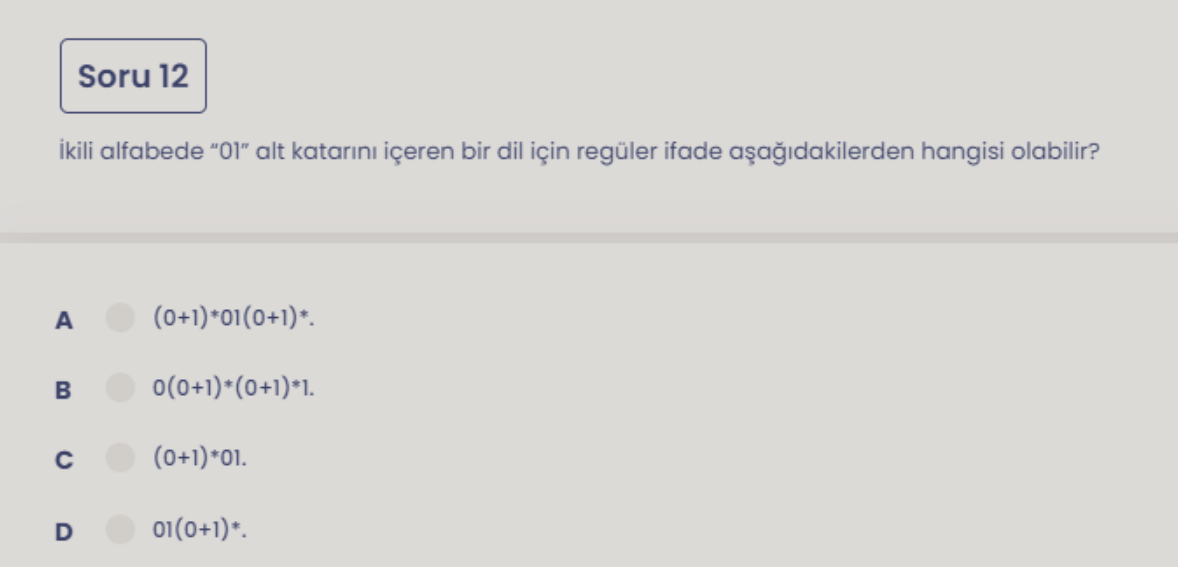 Soru 12
İkili alfabede “01” alt katarını içeren bir dil için regüler ifade aşağıdakilerden hangisi olabilir?
A (0+1)*01(0+1)*.
B 0(0+1)*(0+1)*1.
C (0+1)*01.
D 01(0+1)*.